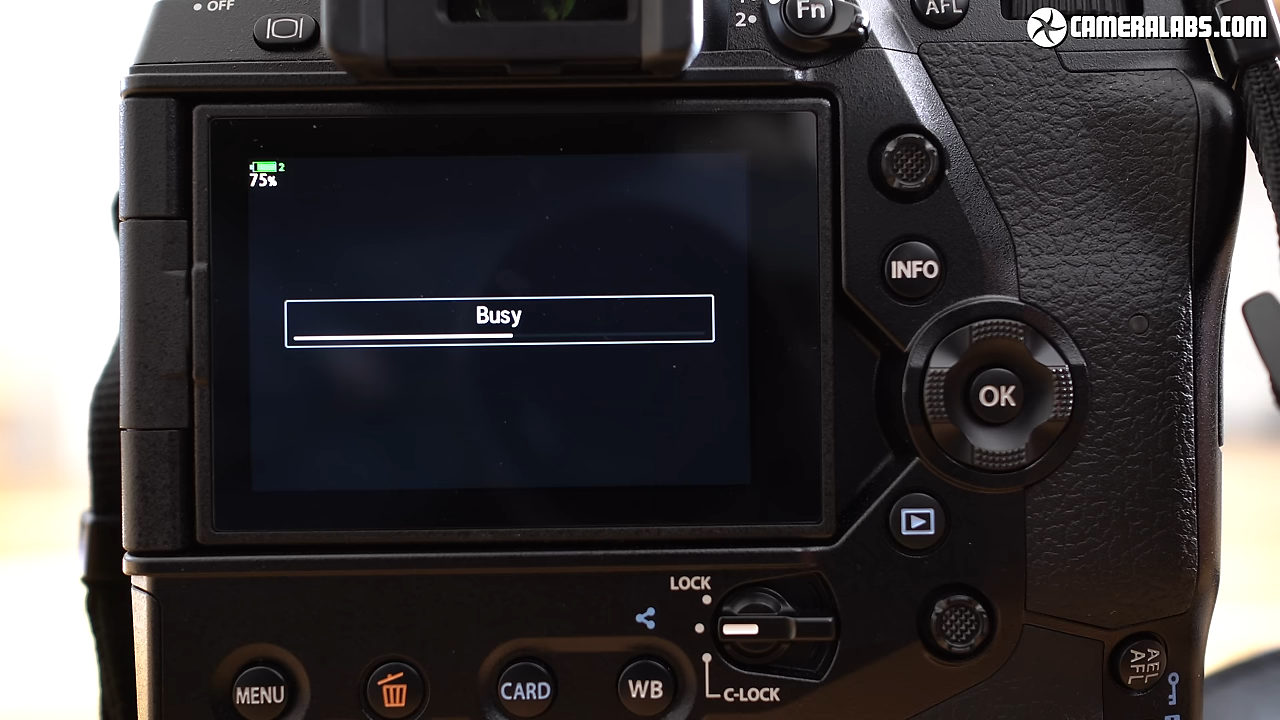 OFF
Fn
2
AFL
CAMERALABS.COM
2
75%
Busy
INFO
OK
LOCK
C-LOCK
MENU
CARD
WB
AEL
AFL